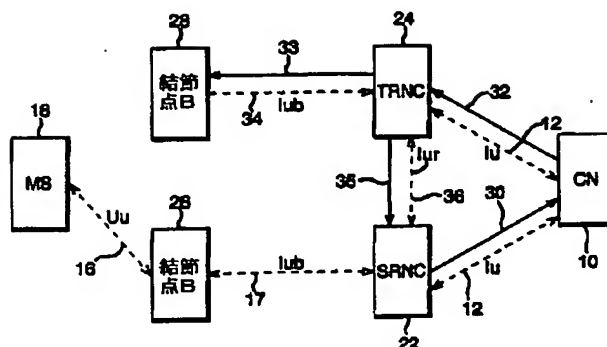 28
24
33
結節
点B
TRNC
32
34
Iub
12
18
Iu
Iur
MS
35
36
CN
Uu
28
30
10
16
結節
点B
Iub
SRNC
Iu
17
12
22